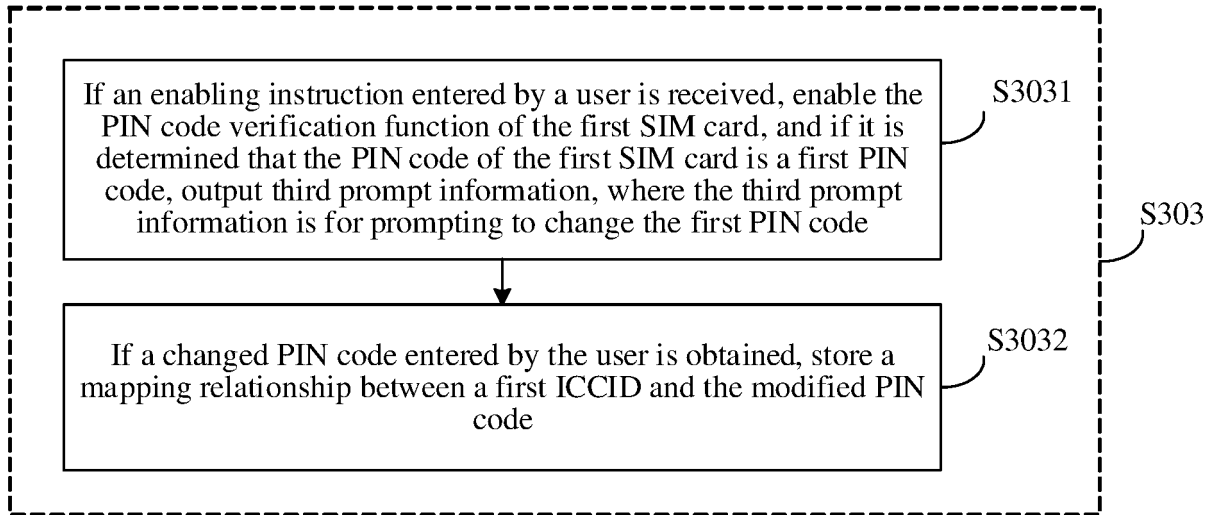 If an enabling instruction entered by a user is received, enable the
PIN code verification function of the first SIM card, and if it is
determined that the PIN code of the first SIM card is a first PIN
code, output third prompt information, where the third prompt
information is for prompting to change the first PIN code
S3031
S303
If a changed PIN code entered by the user is obtained, store a
mapping relationship between a first ICCID and the modified PIN
code
S3032